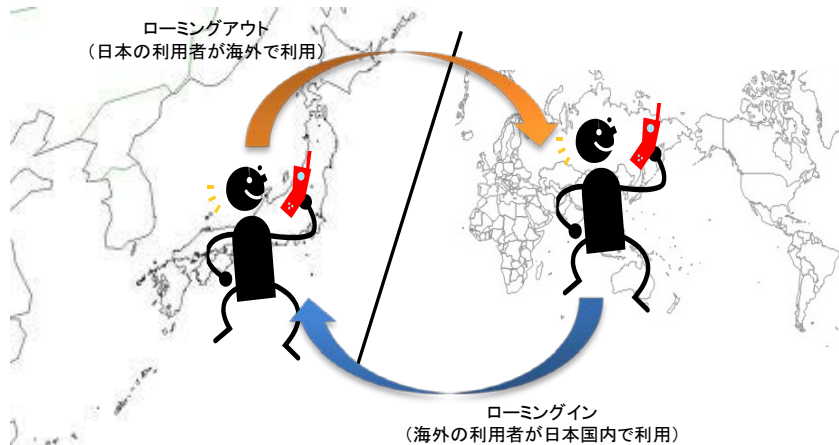 ローミングアウト
（日本の利用者が海外で利用）
ローミングイン
（海外の利用者が日本国内で利用）